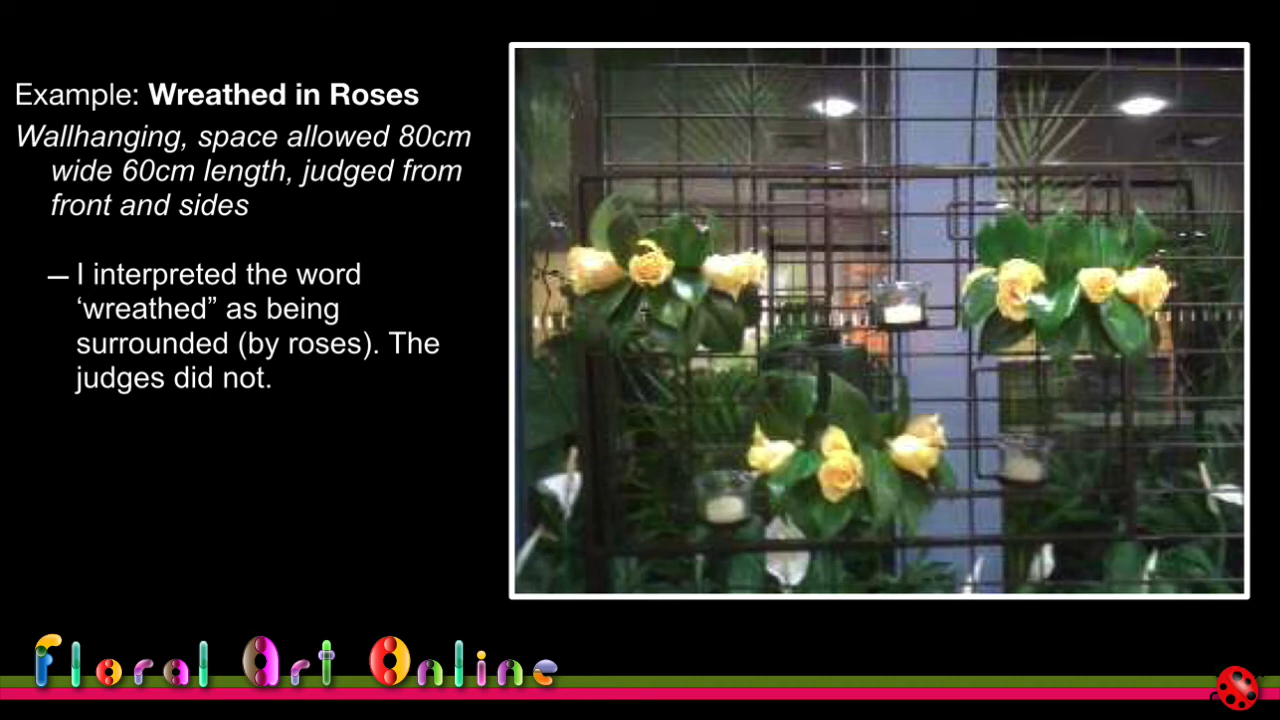 Example: Wreathed in Roses
Wallhanging, space allowed 80cm
wide 60cm length, judged from
front and sides
– I interpreted the word
‘wreathed” as being
surrounded (by roses). The
judges did not.
Floral Art Online